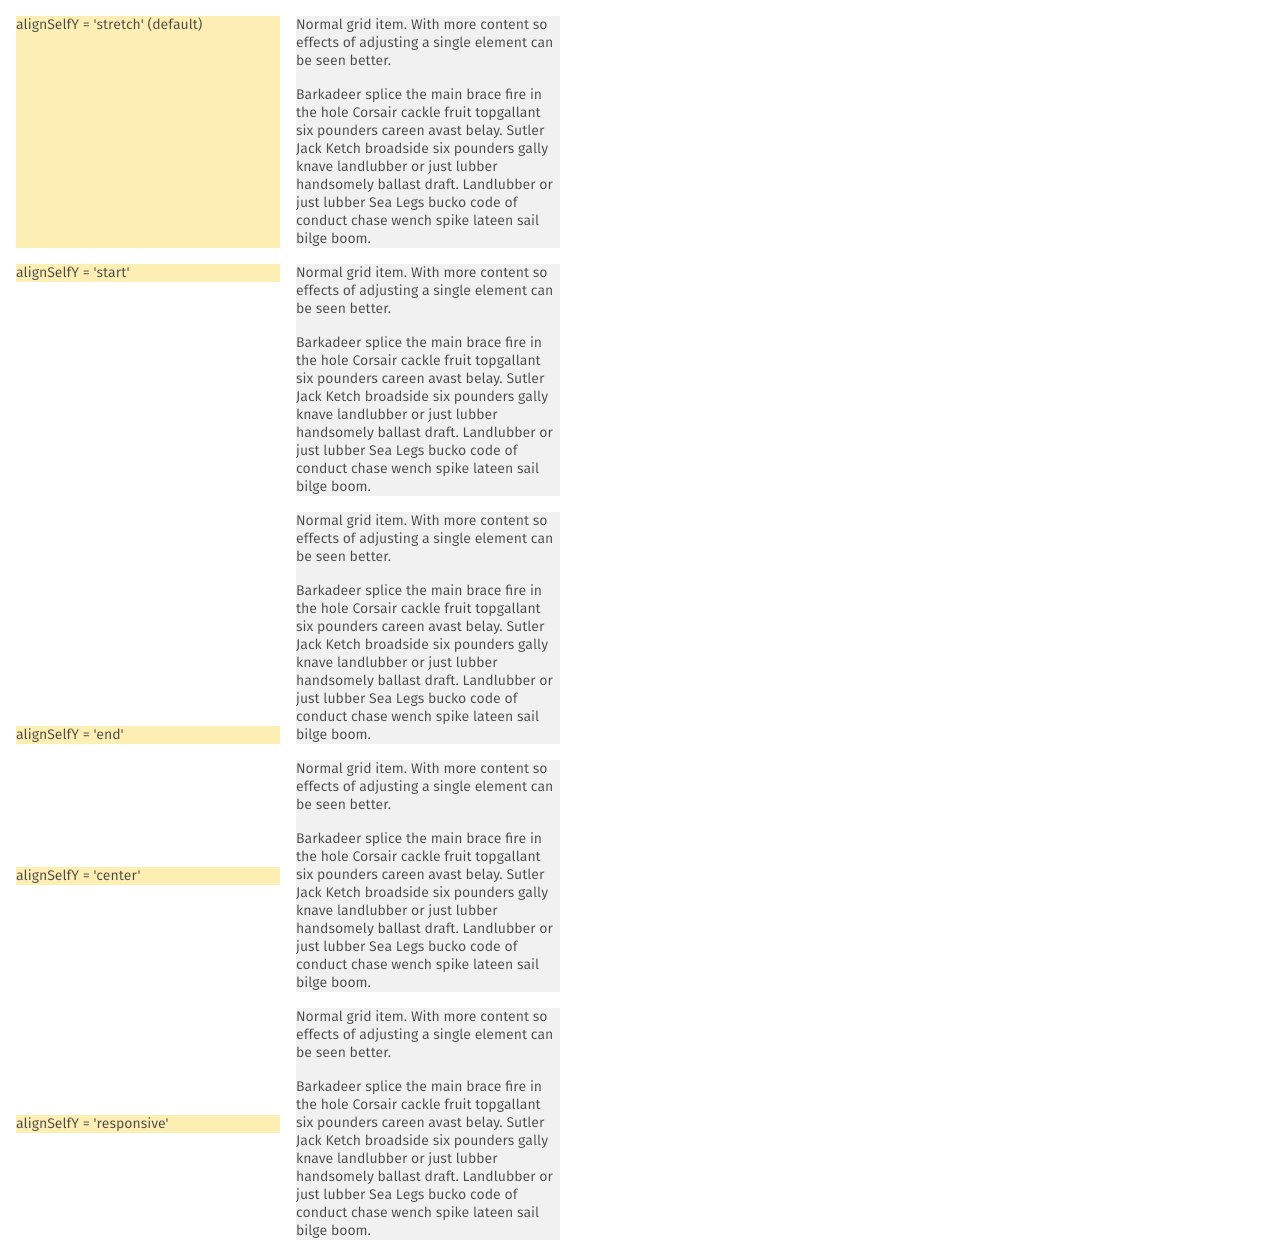 alignSelfY = 'stretch' (default)
Normal grid item. With more content so
effects of adjusting a single element can
be seen better.
Barkadeer splice the main brace fire in
the hole Corsair cackle fruit topgallant
six pounders careen avast belay. Sutler
Jack Ketch broadside six pounders gally
knave landlubber or just lubber
handsomely ballast draft. Landlubber or
just lubber Sea Legs bucko code of
conduct chase wench spike lateen sail
bilge boom.
alignSelfY = 'start'
Normal grid item. With more content so
effects of adjusting a single element can
be seen better.
Barkadeer splice the main brace fire in
the hole Corsair cackle fruit topgallant
six pounders careen avast belay. Sutler
Jack Ketch broadside six pounders gally
knave landlubber or just lubber
handsomely ballast draft. Landlubber or
just lubber Sea Legs bucko code of
conduct chase wench spike lateen sail
bilge boom.
alignSelfY = 'end'
Normal grid item. With more content so
effects of adjusting a single element can
be seen better.
Barkadeer splice the main brace fire in
the hole Corsair cackle fruit topgallant
six pounders careen avast belay. Sutler
Jack Ketch broadside six pounders gally
knave landlubber or just lubber
handsomely ballast draft. Landlubber or
just lubber Sea Legs bucko code of
conduct chase wench spike lateen sail
bilge boom.
alignSelfY = 'center'
Normal grid item. With more content so
effects of adjusting a single element can
be seen better.
Barkadeer splice the main brace fire in
the hole Corsair cackle fruit topgallant
six pounders careen avast belay. Sutler
Jack Ketch broadside six pounders gally
knave landlubber or just lubber
handsomely ballast draft. Landlubber or
just lubber Sea Legs bucko code of
conduct chase wench spike lateen sail
bilge boom.
alignSelfY = 'responsive'
Normal grid item. With more content so
effects of adjusting a single element can
be seen better.
Barkadeer splice the main brace fire in
the hole Corsair cackle fruit topgallant
six pounders careen avast belay. Sutler
Jack Ketch broadside six pounders gally
knave landlubber or just lubber
handsomely ballast draft. Landlubber or
just lubber Sea Legs bucko code of
conduct chase wench spike lateen sail
bilge boom.